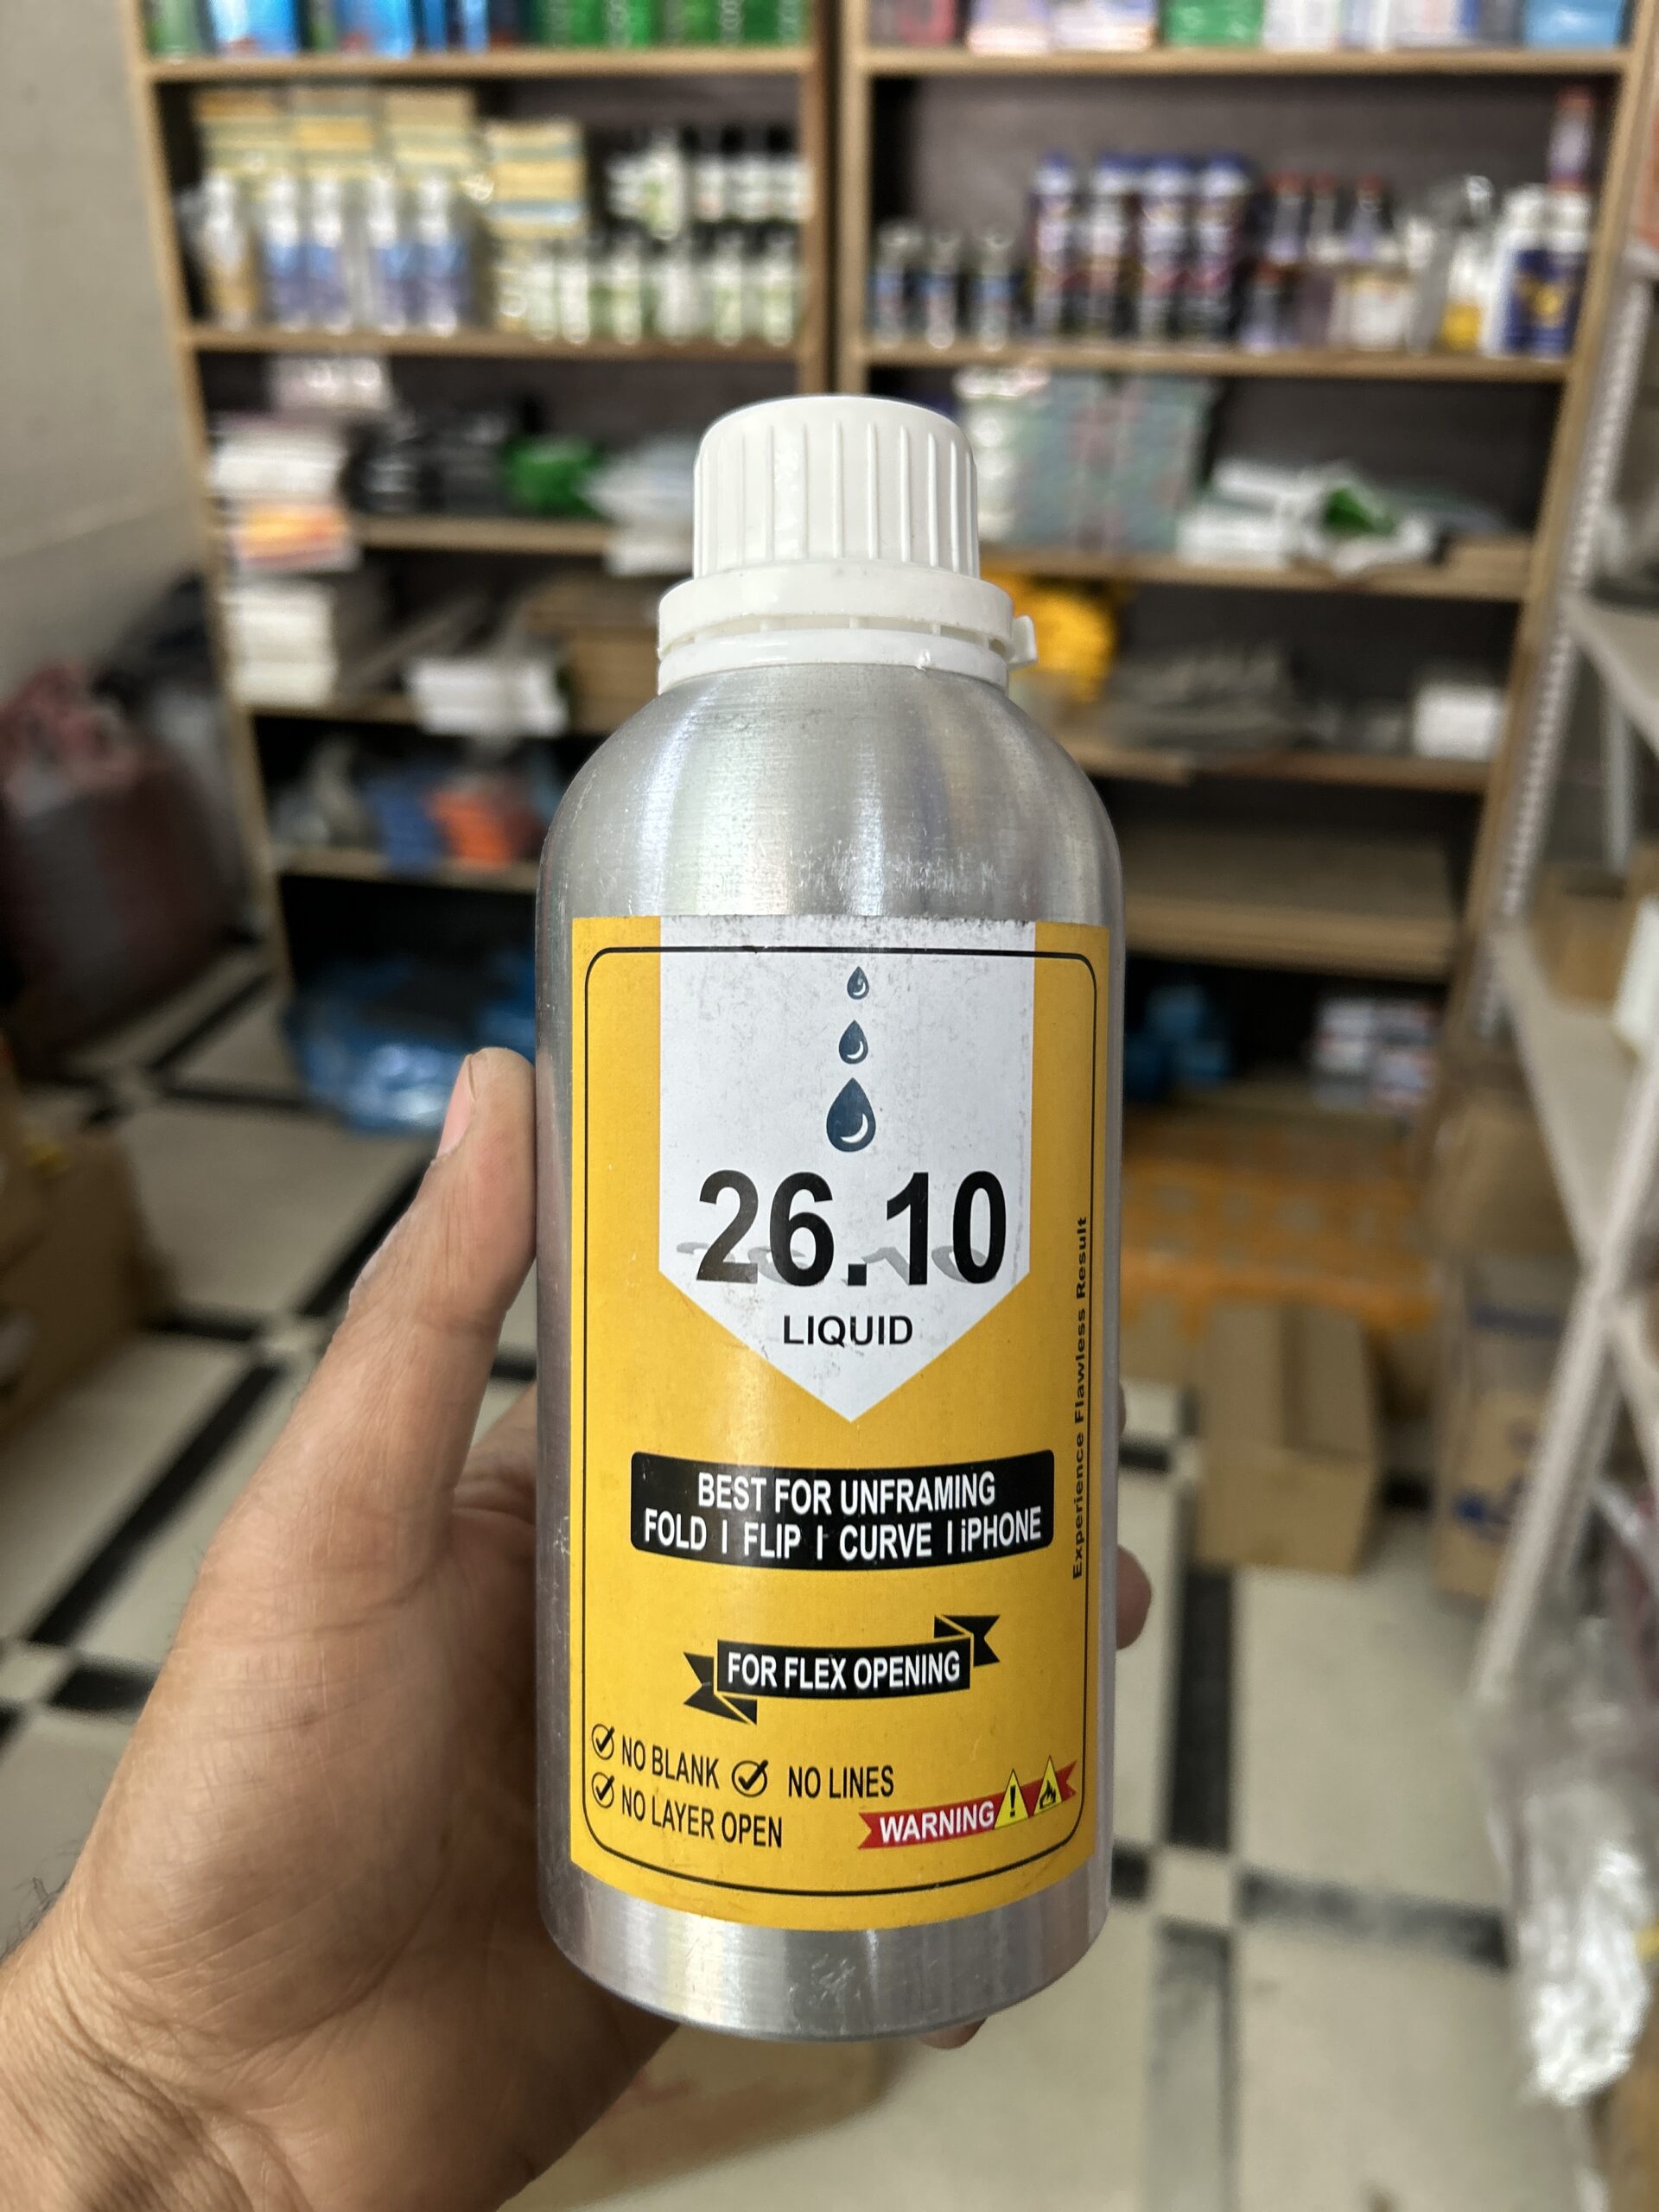 26.10
LIQUID
BEST FOR UNFRAMING
FOLD | FLIP | CURVE | iPHONE
FOR FLEX OPENING
NO BLANK NO LINES
NO LAYER OPEN
WARNING
Experience Flawless Result